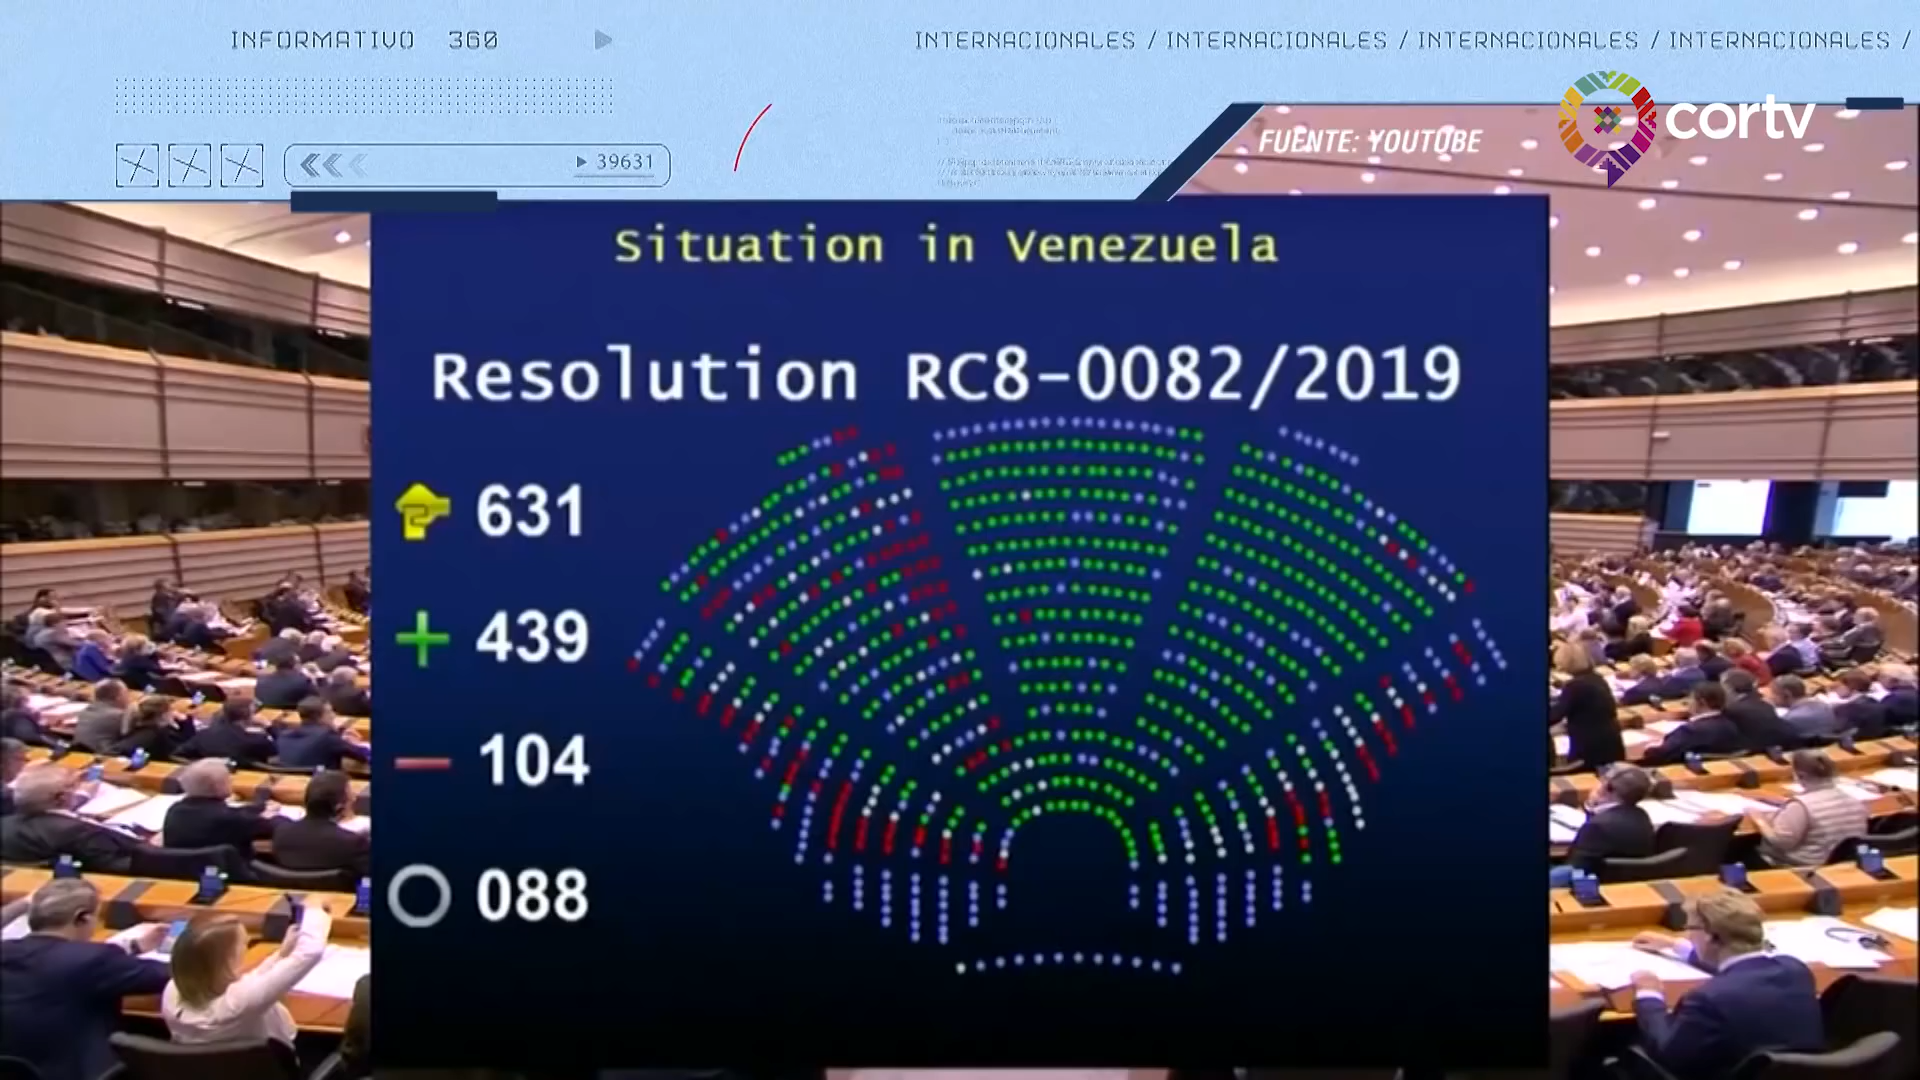 INFORMATIVO 360
INTERNACIONALES / INTERNACIONALES / INTERNACIONALES / INTERNACIONALES /
39631
FUENTE: YOUTUBE
cortv
Situation in Venezuela
Resolution RC8-0082/2019
631
+ 439
- 104
088